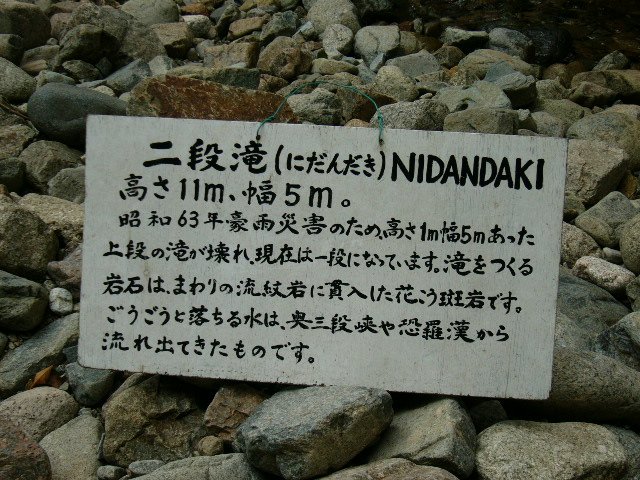 二段滝(にだんだき)NIDANDAKI
高さ11m、幅5m。
昭和63年豪雨災害のため、高さ1m幅5mあった
上段の滝が壊れ、現在は一段になっています。滝をつくる
岩石は、まわりの流紋岩に貫入した花こう斑岩です。
ごうごうと落ちる水は、奥三段峡や恐羅漢から
流れ出てきたものです。